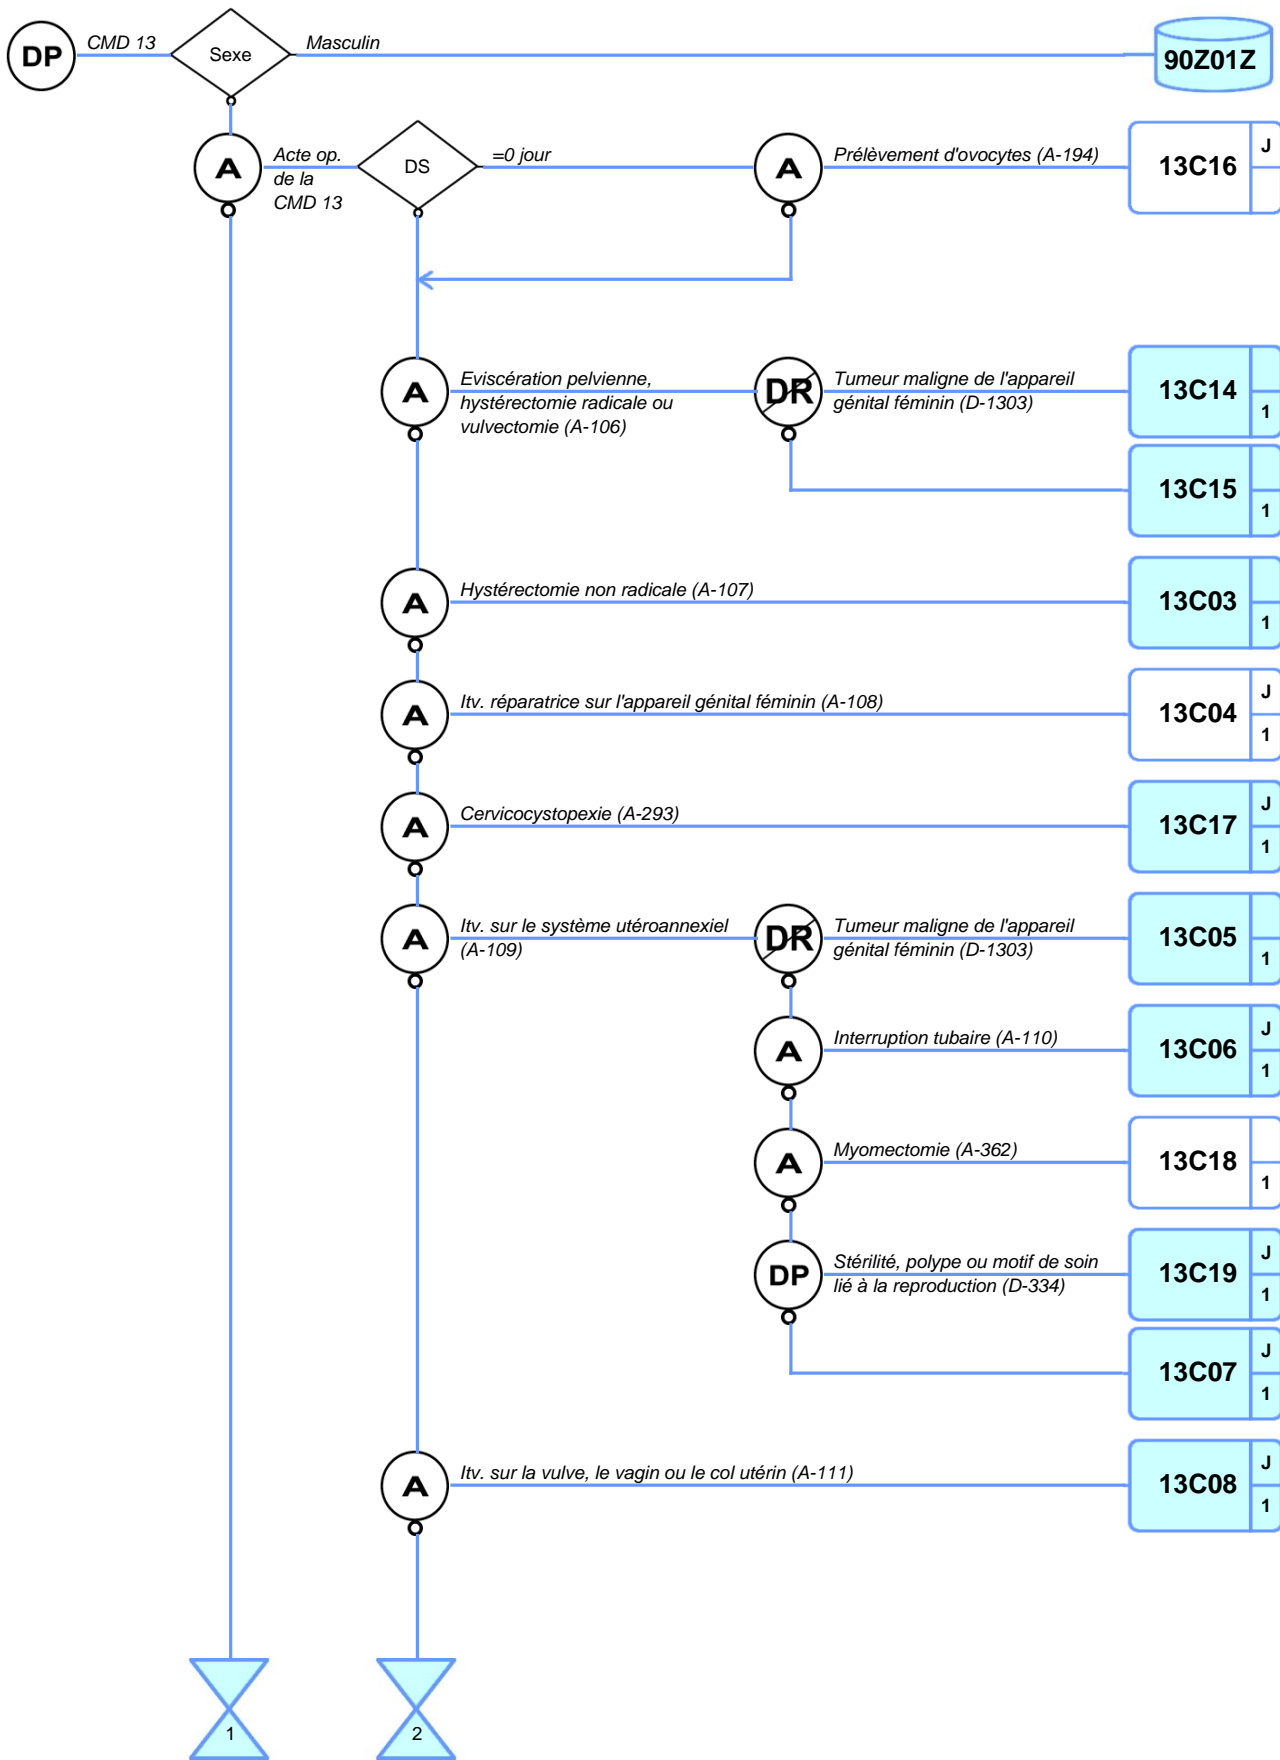 DP
CMD 13
Sexe
Masculin
90Z01Z
A
Acte op.
de la
CMD 13
DS
=0 jour
A
Prélèvement d'ovocytes (A-194)
13C16
J
A
Eviscération pelvienne,
hystérectomie radicale ou
vulvectomie (A-106)
DR
Tumeur maligne de l'appareil
génital féminin (D-1303)
13C14
1
13C15
1
A
Hystérectomie non radicale (A-107)
13C03
1
A
Itv. réparatrice sur l'appareil génital féminin (A-108)
13C04
J
1
A
Cervicocystopexie (A-293)
13C17
J
1
A
Itv. sur le système utéroannexiel
(A-109)
DR
Tumeur maligne de l'appareil
génital féminin (D-1303)
13C05
1
A
Interruption tubaire (A-110)
13C06
J
1
A
Myomectomie (A-362)
13C18
1
DP
Stérilité, polype ou motif de soin
lié à la reproduction (D-334)
13C19
J
1
13C07
J
1
A
Itv. sur la vulve, le vagin ou le col utérin (A-111)
13C08
J
1
1
2